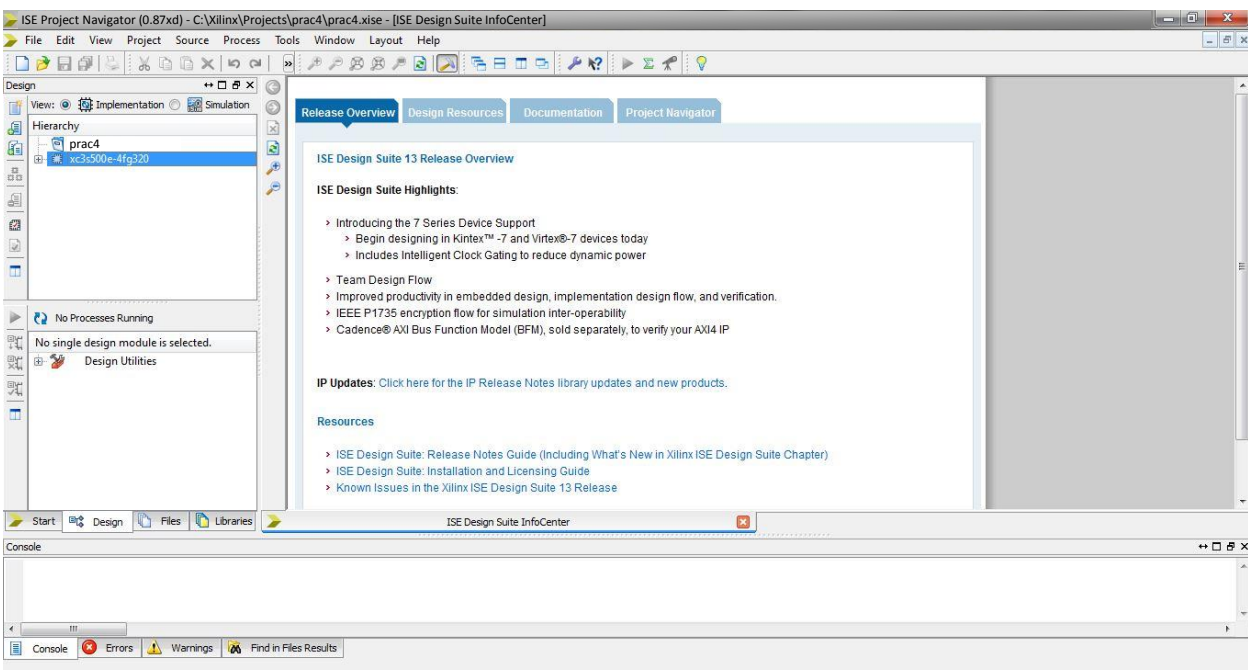 ISE Project Navigator (0.87xd) - C:\Xilinx\Projects\prac4\prac4.xise - [ISE Design Suite InfoCenter]
File Edit View Project Source Process Tools Window Layout Help
Design
View: Implementation Simulation
Hierarchy
prac4
xc3s500e-4fg320
No Processes Running
No single design module is selected.
Design Utilities
Start Design Files Libraries
Release Overview Design Resources Documentation Project Navigator
ISE Design Suite 13 Release Overview
ISE Design Suite Highlights:
Introducing the 7 Series Device Support
Begin designing in Kintex™ -7 and Virtex®-7 devices today
Includes Intelligent Clock Gating to reduce dynamic power
Team Design Flow
Improved productivity in embedded design, implementation design flow, and verification.
IEEE P1735 encryption flow for simulation inter-operability
Cadence® AXI Bus Function Model (BFM), sold separately, to verify your AXI4 IP
IP Updates: Click here for the IP Release Notes library updates and new products.
Resources
ISE Design Suite: Release Notes Guide (Including What's New in Xilinx ISE Design Suite Chapter)
ISE Design Suite: Installation and Licensing Guide
Known Issues in the Xilinx ISE Design Suite 13 Release
ISE Design Suite InfoCenter
Console
Console Errors Warnings Find in Files Results